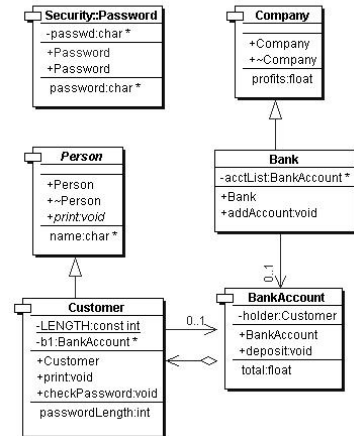 Security::Password
-passwd:char *
+Password
+Password
password:char *
Company
+Company
+~Company
profits:float
Person
+Person
+~Person
+print:void
name:char *
Bank
-acctList:BankAccount *
+Bank
+addAccount:void
0..1
Customer
-LENGTH:const int
-b1:BankAccount *
+Customer
+print:void
+checkPassword:void
passwordLength:int
0..1
BankAccount
-holder:Customer
+BankAccount
+deposit:void
total:float